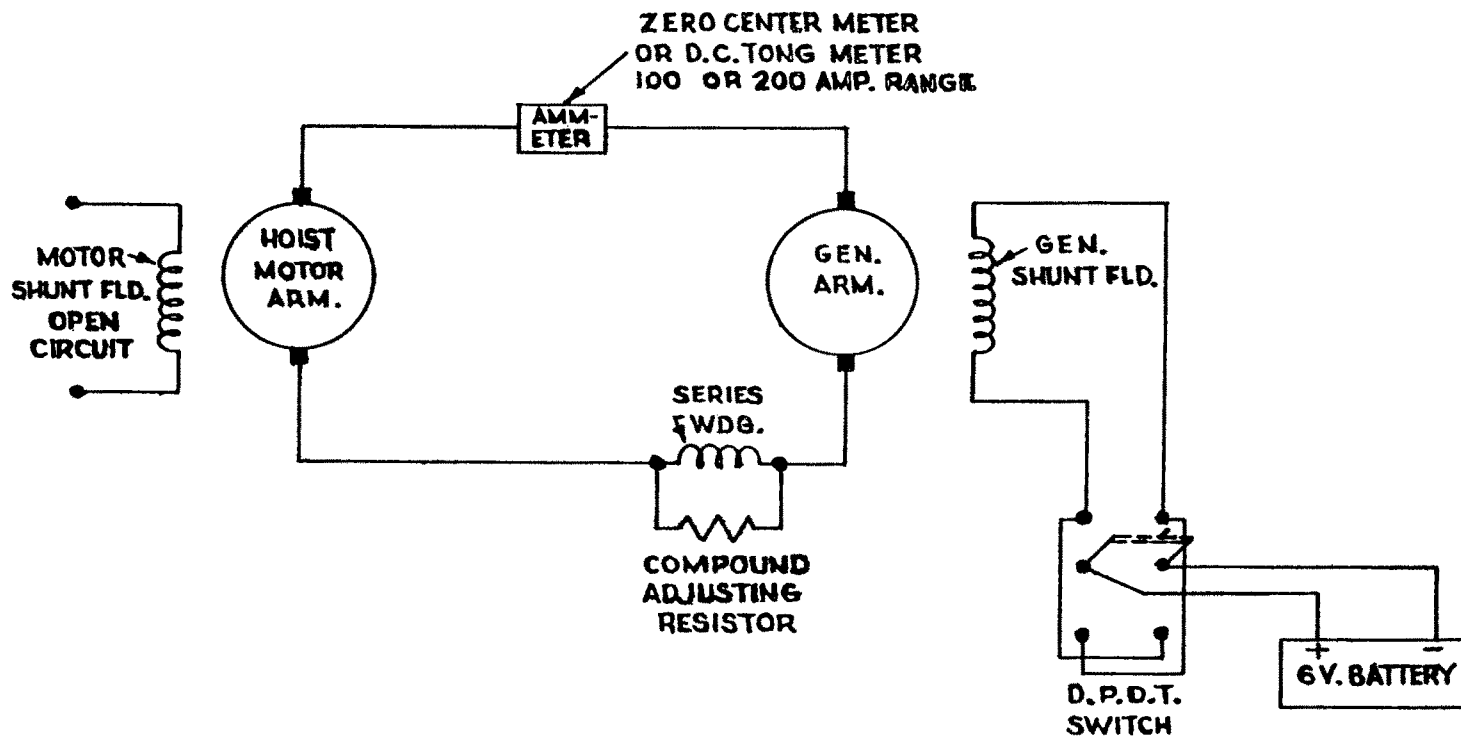 ZERO CENTER METER
OR D.C. TONG METER
100 OR 200 AMP. RANGE
AMM-
ETER
MOTOR
SHUNT FLD.
OPEN
CIRCUIT
HOIST
MOTOR
ARM.
GEN.
ARM.
GEN.
SHUNT FLD.
SERIES
WDG.
COMPOUND
ADJUSTING
RESISTOR
+ -
6V. BATTERY
D.P.D.T.
SWITCH